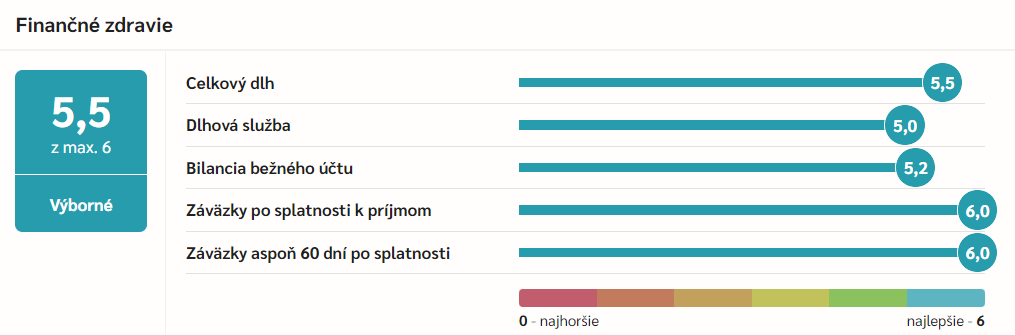 Finančné zdravie
5,5
z max. 6
Výborné
Celkový dlh 5,5
Dlhová služba 5,0
Bilancia bežného účtu 5,2
Záväzky po splatnosti k príjmom 6,0
Záväzky aspoň 60 dní po splatnosti 6,0
0 - najhoršie najlepšie - 6